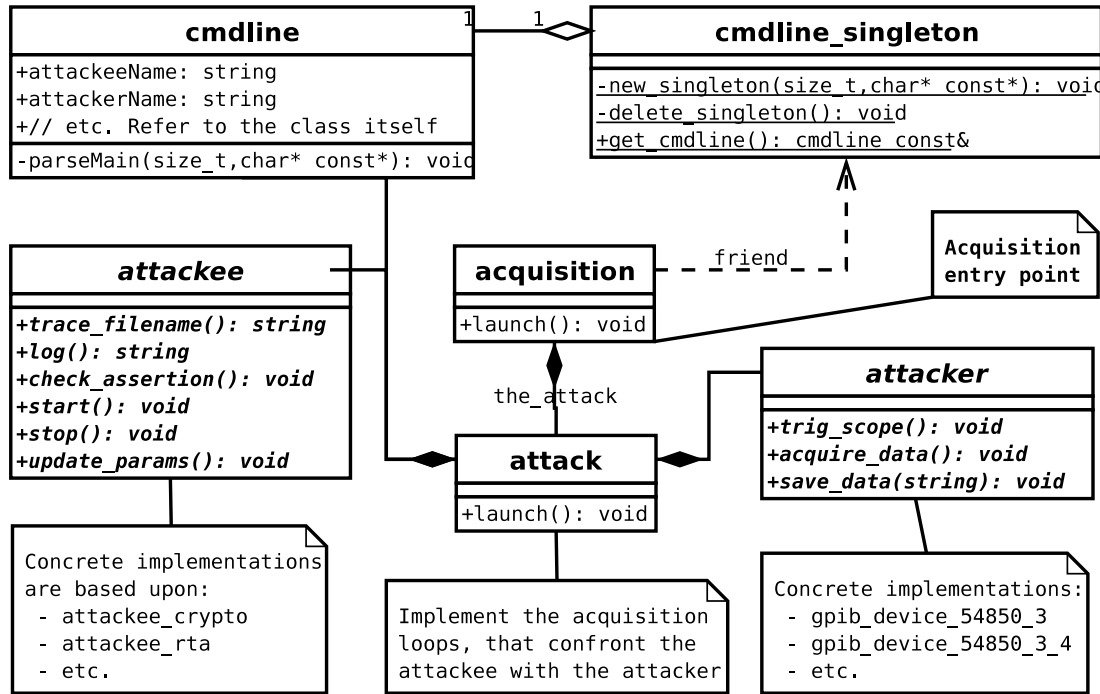 cmdline
+attackeeName: string
+attackerName: string
+// etc. Refer to the class itself
-parseMain(size_t,char* const*): void
1
1
cmdline_singleton
-new_singleton(size_t,char* const*): void
-delete_singleton(): void
+get_cmdline(): cmdline const&
attackee
+trace_filename(): string
+log(): string
+check_assertion(): void
+start(): void
+stop(): void
+update_params(): void
acquisition
+launch(): void
friend
Acquisition
entry point
the_attack
attack
+launch(): void
attacker
+trig_scope(): void
+acquire_data(): void
+save_data(string): void
Concrete implementations
are based upon:
- attackee_crypto
- attackee_rta
- etc.
Implement the acquisition
loops, that confront the
attackee with the attacker
Concrete implementations:
- gpib_device_54850_3
- gpib_device_54850_3_4
- etc.